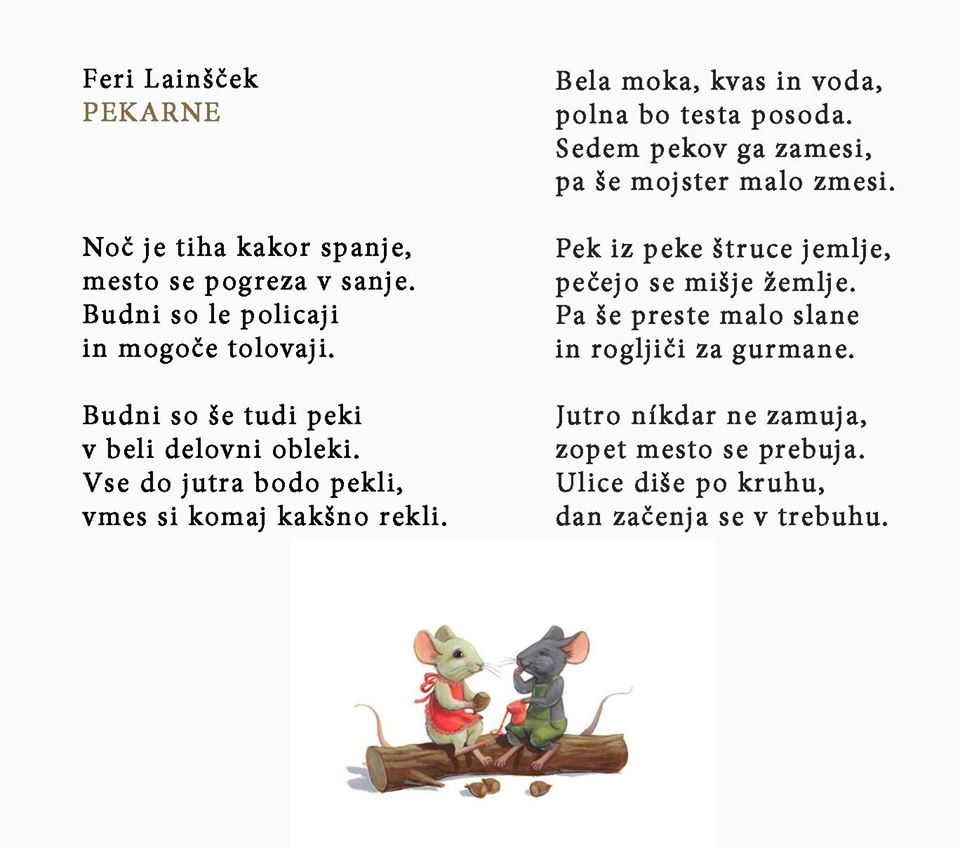 Feri Lainšček
PEKARNE
Noč je tiha kakor spanje,
mesto se pogreza v sanje.
Budni so le policaji
in mogoče tolovaji.
Budni so še tudi peki
v beli delovni obleki.
Vse do jutra bodo pekli,
vmes si komaj kakšno rekli.
Bela moka, kvas in voda,
polna bo testa posoda.
Sedem pekov ga zamesi,
pa še mojster malo zmesi.
Pek iz peke štruce jemlje,
pečejo se mišje žemlje.
Pa še preste malo slane
in rogljiči za gurmane.
Jutro níkdar ne zamuja,
zopet mesto se prebuja.
Ulice diše po kruhu,
dan začenja se v trebuhu.